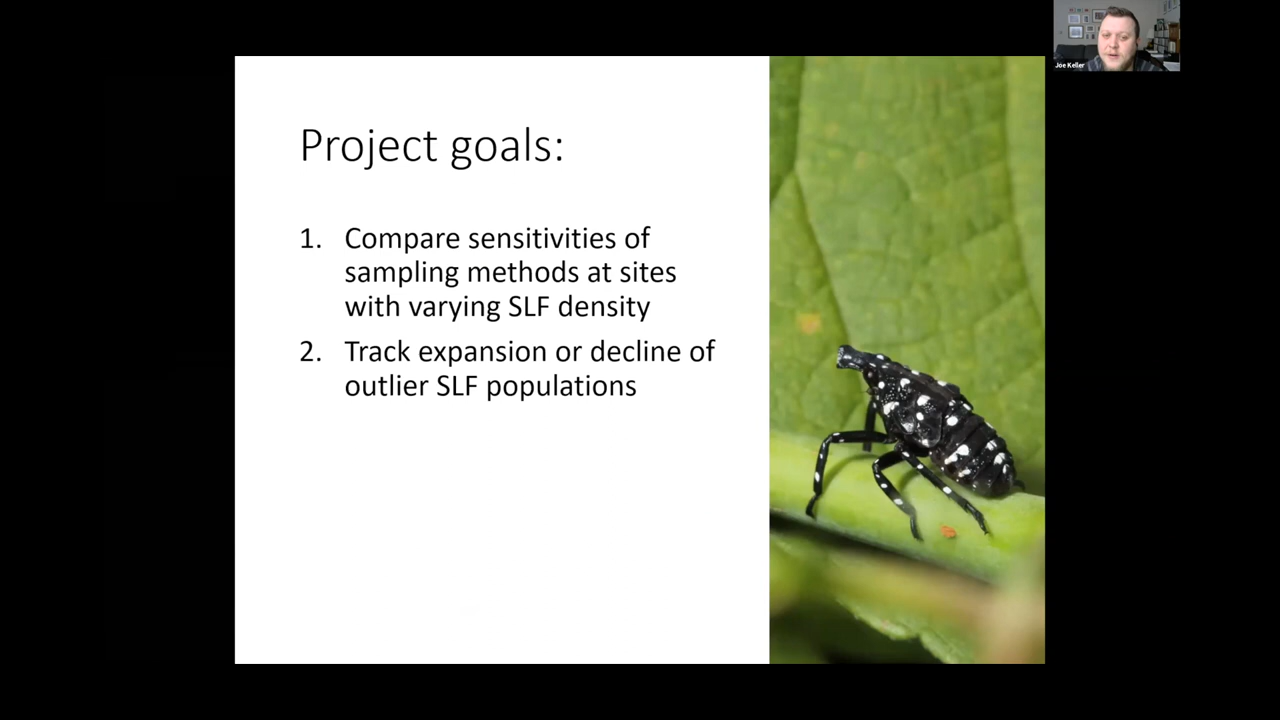 Joe Keller
Project goals:
1. Compare sensitivities of
sampling methods at sites
with varying SLF density
2. Track expansion or decline of
outlier SLF populations